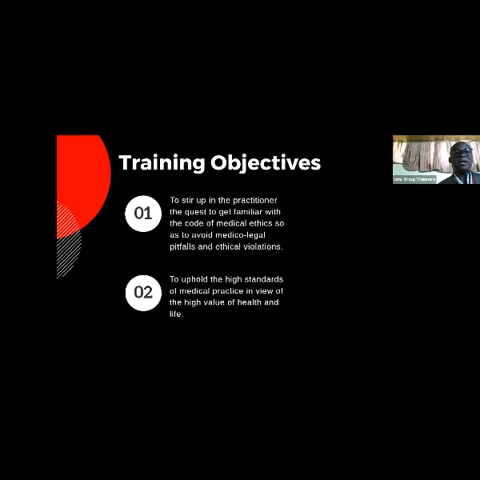 Training Objectives
01
To stir up in the practitioner
the quest to get familiar with
the code of medical ethics so
as to avoid medico-legal
pitfalls and ethical violations.
02
To uphold the high standards
of medical practice in view of
the high value of health and
life.